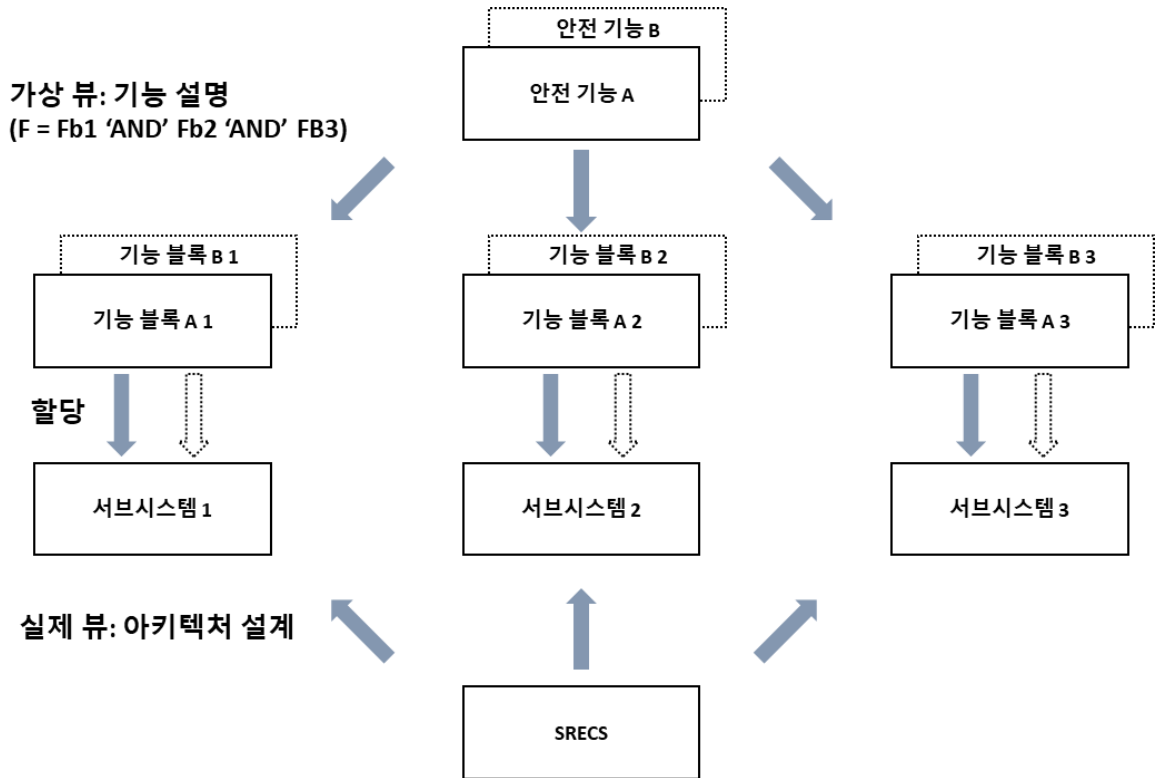 안전 기능 B
안전 기능 A
가상 뷰: 기능 설명
(F = Fb1 ‘AND’ Fb2 ‘AND’ FB3)
기능 블록 B 1
기능 블록 A 1
기능 블록 B 2
기능 블록 A 2
기능 블록 B 3
기능 블록 A 3
할당
서브시스템 1
서브시스템 2
서브시스템 3
실제 뷰: 아키텍처 설계
SRECS